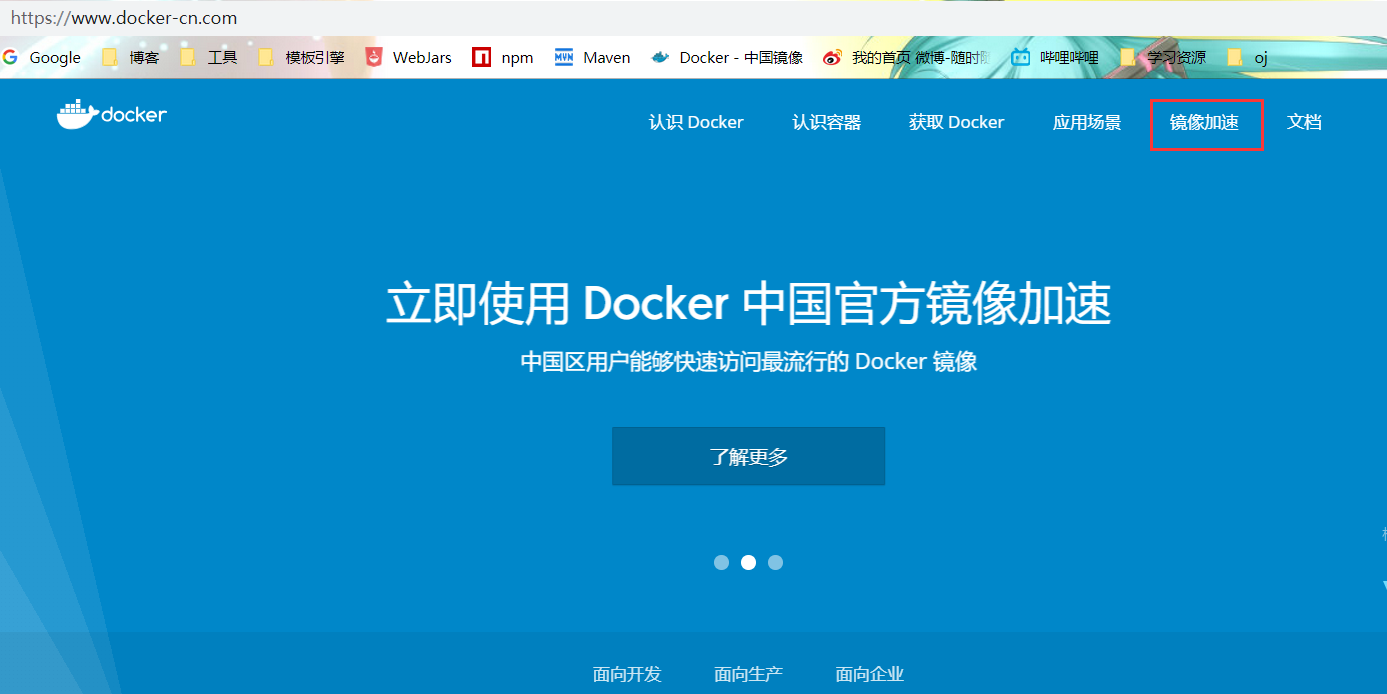 https://www.docker-cn.com
Google 博客 工具 模板引擎 WebJars npm Maven Docker - 中国镜像 我的首页 微博-随时随 哔哩哔哩 学习资源 oj
docker 认识 Docker 认识容器 获取 Docker 应用场景 镜像加速 文档
立即使用 Docker 中国官方镜像加速
中国区用户能够快速访问最流行的 Docker 镜像
了解更多
面向开发 面向生产 面向企业